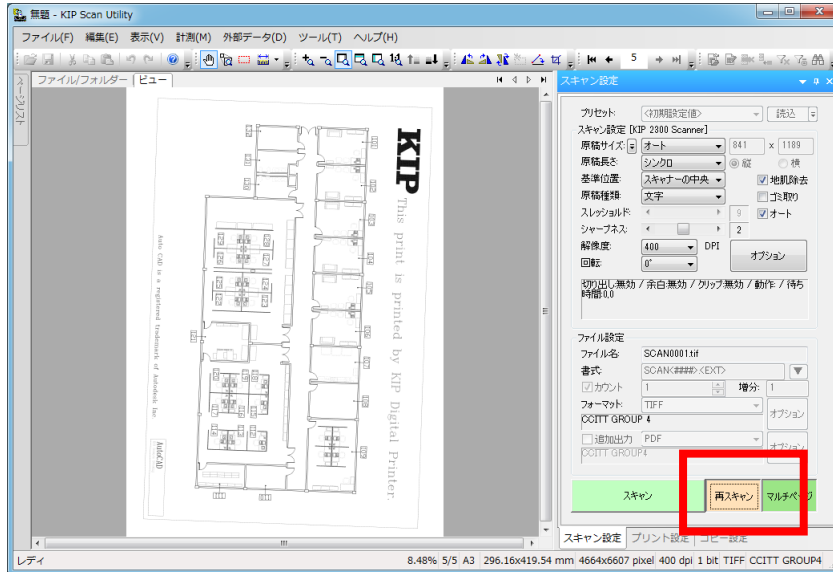 無題 - KIP Scan Utility
ファイル(F) 編集(E) 表示(V) 計測(M) 外部データ(D) ツール(T) ヘルプ(H)
5
ページリスト
ファイル/フォルダー ビュー
KIP
This print is printed by KIP Digital Printer.
Auto CAD is a registered trademark of Autodesk Inc.
AutoCAD
スキャン設定
プリセット: <初期設定値> 読込
スキャン設定 [KIP 2300 Scanner]
原稿サイズ: オート 841 x 1189
原稿長さ: シンクロ 縦 横
基準位置: スキャナーの中央 地肌除去
原稿種類: 文字 ゴミ取り
スレッショルド: 9 オート
シャープネス: 2
解像度: 400 DPI オプション
回転: 0°
切り出し:無効 / 余白:無効 / クリップ:無効 / 動作 / 待ち
時間:0.0
ファイル設定
ファイル名: SCAN0001.tif
書式: SCAN<####><EXT>
カウント 1 増分: 1
フォーマット: TIFF オプション
CCITT GROUP 4
追加出力 PDF オプション
CCITT GROUP4
スキャン 再スキャン マルチページ
スキャン設定 プリント設定 コピー設定
レディ 8.48% 5/5 A3 296.16x419.54 mm 4664x6607 pixel 400 dpi 1 bit TIFF CCITT GROUP4